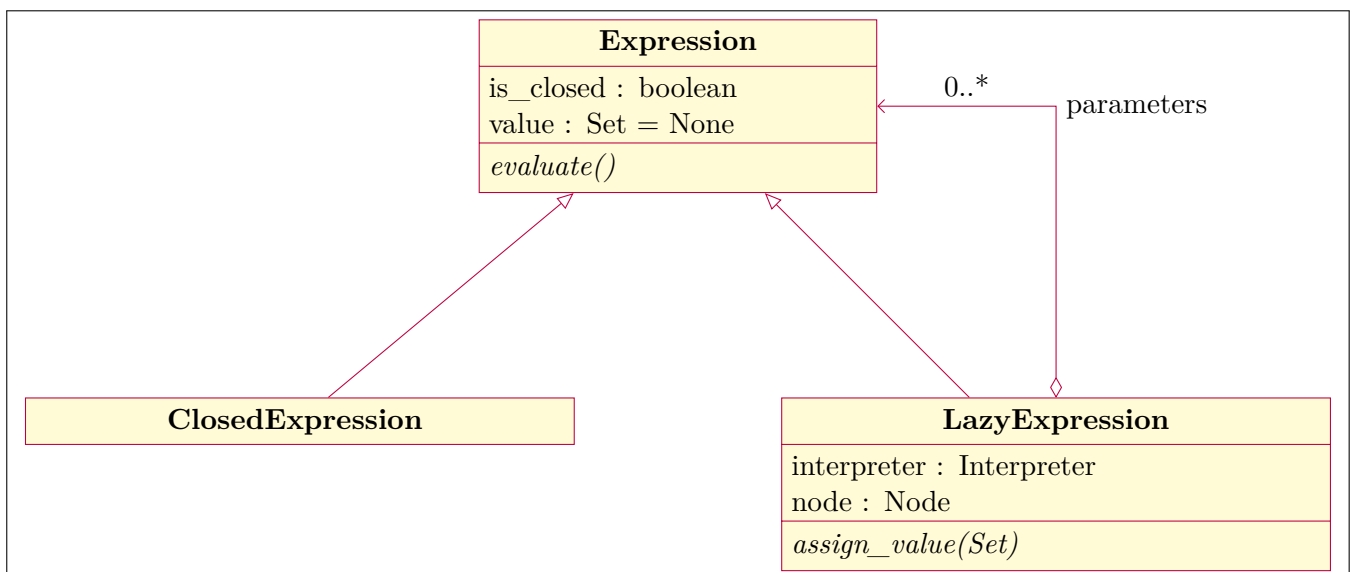 Expression
is_closed : boolean
value : Set = None
evaluate()
0..*
parameters
ClosedExpression
LazyExpression
interpreter : Interpreter
node : Node
assign_value(Set)